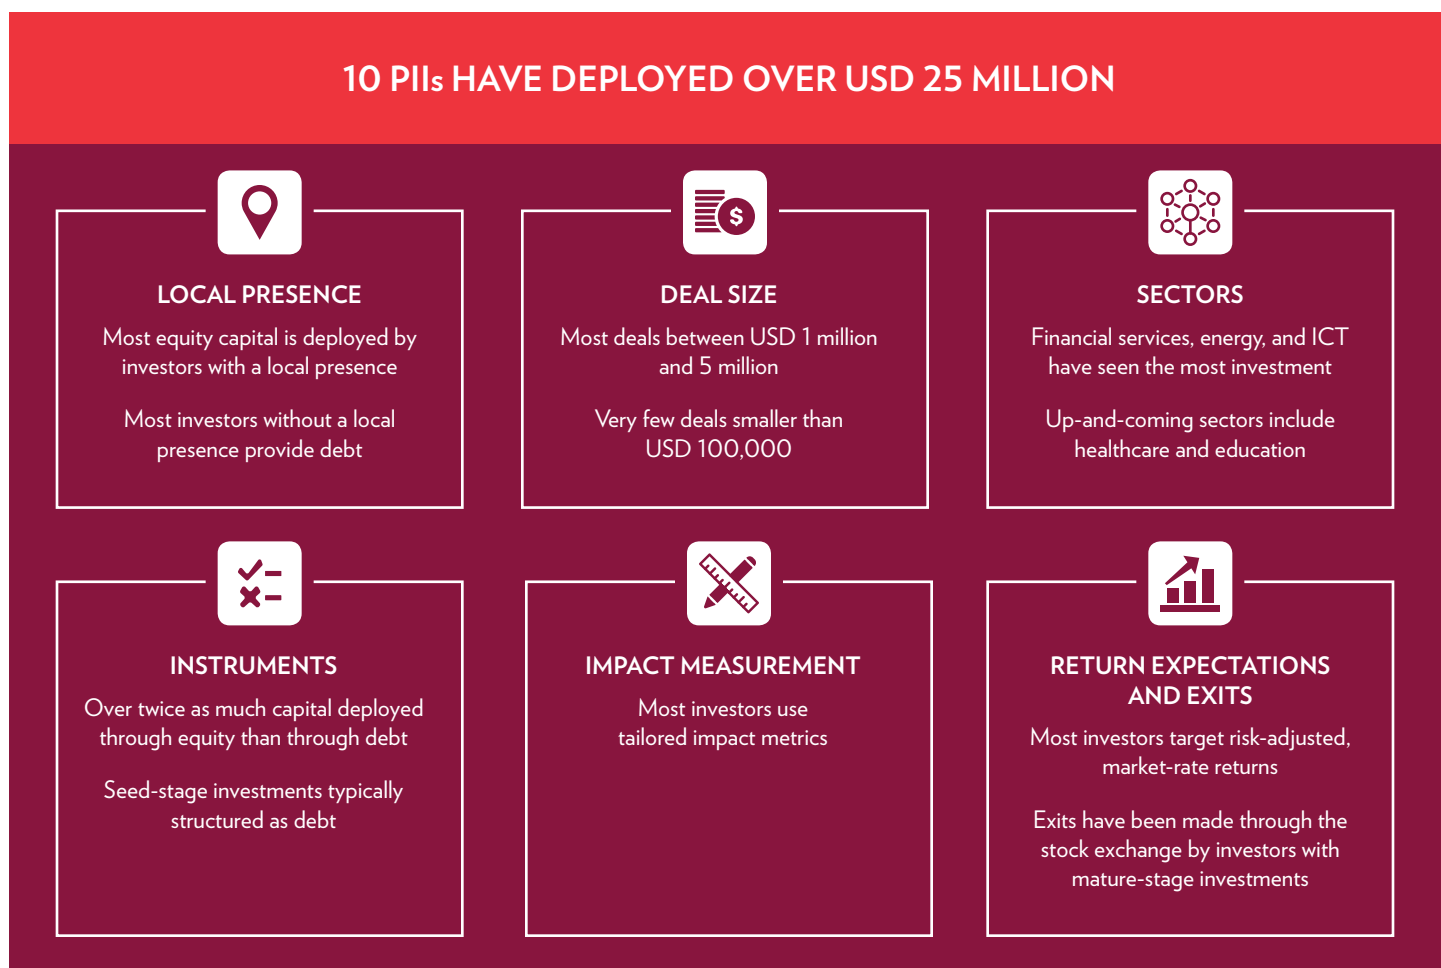 10 PIIs HAVE DEPLOYED OVER USD 25 MILLION
LOCAL PRESENCE
Most equity capital is deployed by
investors with a local presence
Most investors without a local
presence provide debt
DEAL SIZE
Most deals between USD 1 million
and 5 million
Very few deals smaller than
USD 100,000
SECTORS
Financial services, energy, and ICT
have seen the most investment
Up-and-coming sectors include
healthcare and education
INSTRUMENTS
Over twice as much capital deployed
through equity than through debt
Seed-stage investments typically
structured as debt
IMPACT MEASUREMENT
Most investors use
tailored impact metrics
RETURN EXPECTATIONS
AND EXITS
Most investors target risk-adjusted,
market-rate returns
Exits have been made through the
stock exchange by investors with
mature-stage investments